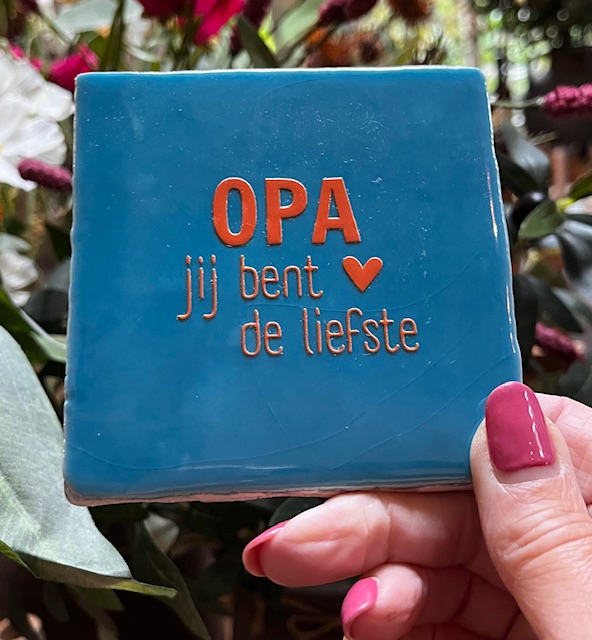 OPA
jij bent
de liefste